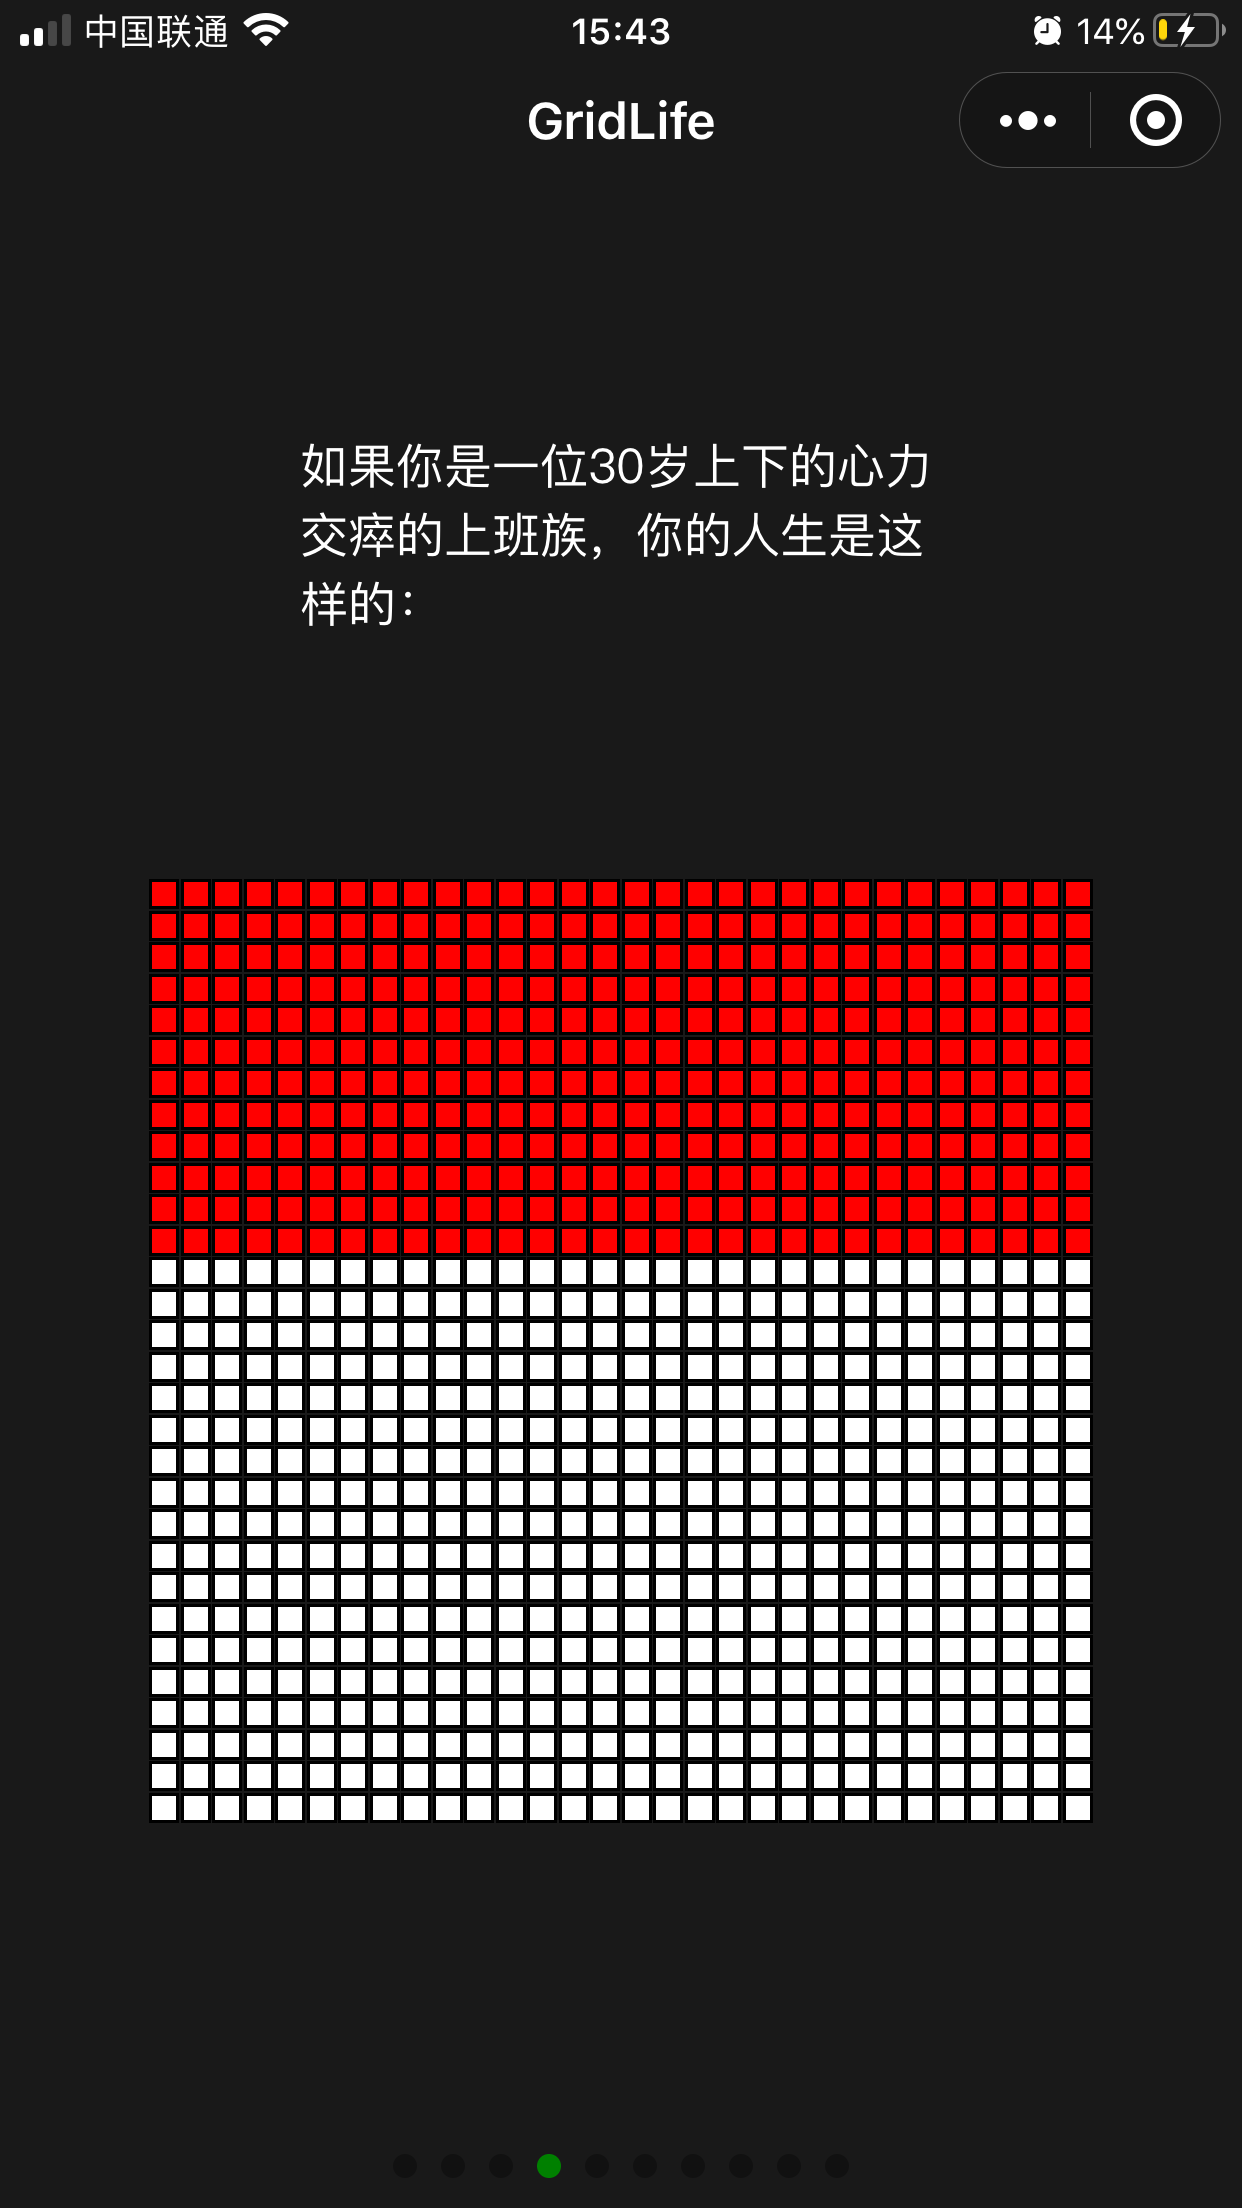 中国联通
15:43
14%
GridLife
如果你是一位30岁上下的心力
交瘁的上班族，你的人生是这
样的：